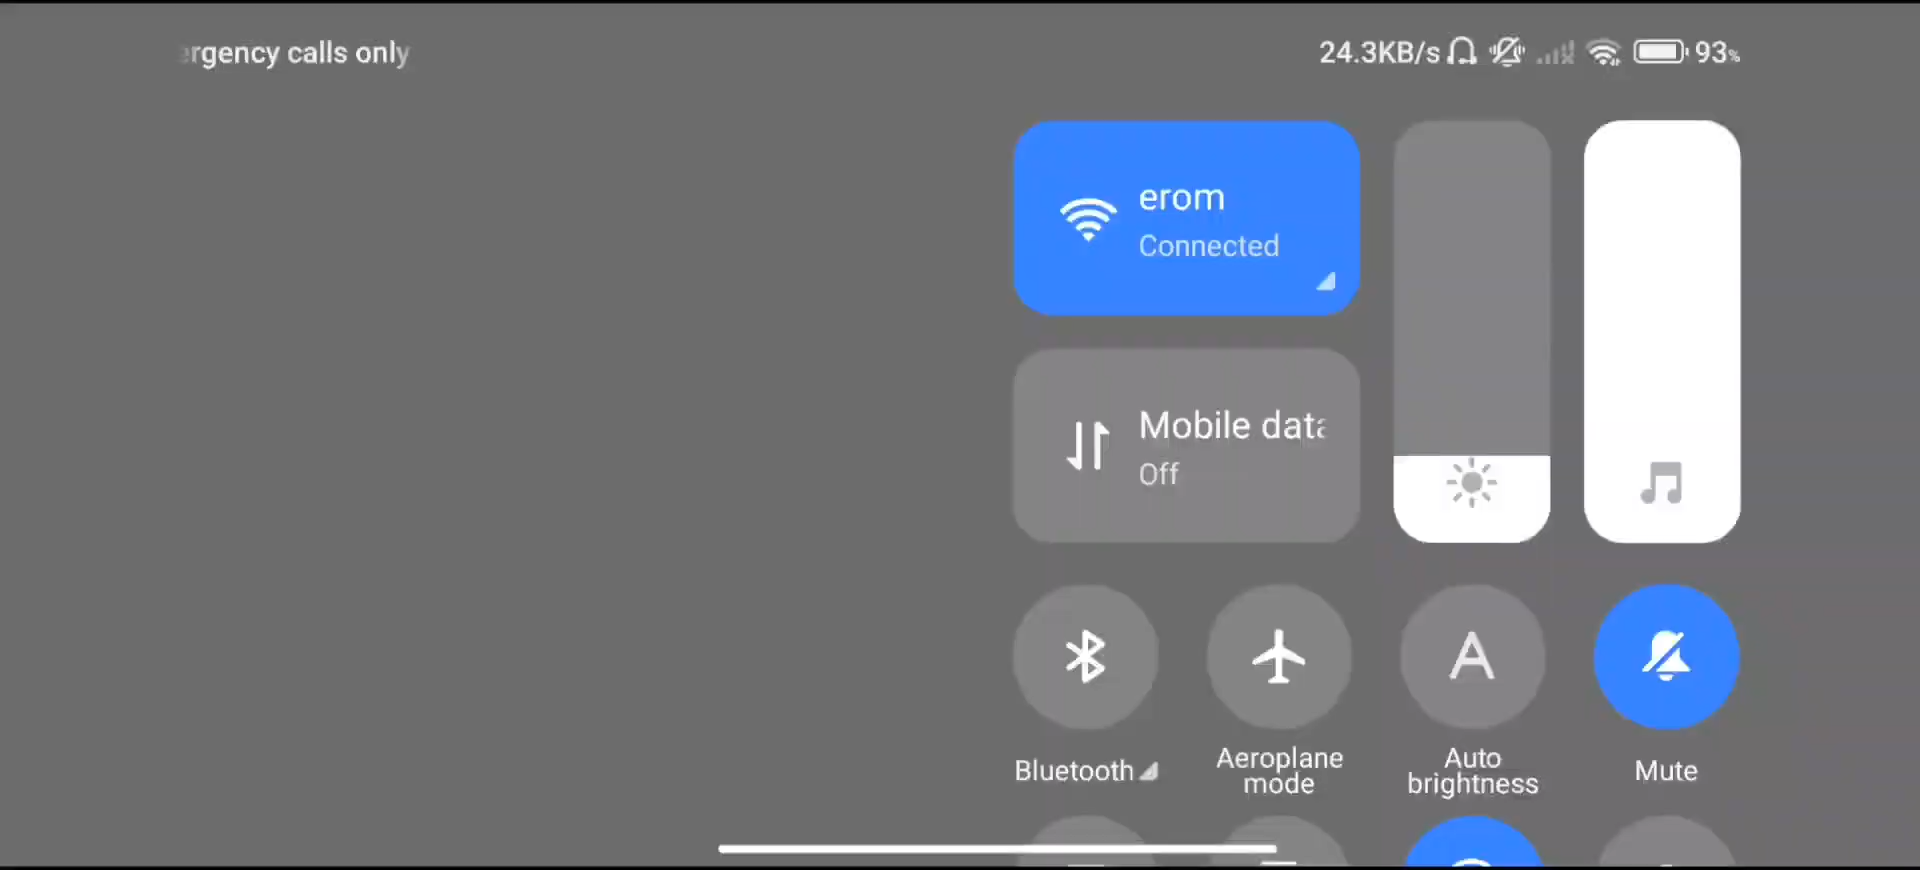 rgency calls only
24.3KB/s 93%
erom
Connected
Mobile data
Off
Bluetooth
Aeroplane
mode
A
Auto
brightness
Mute